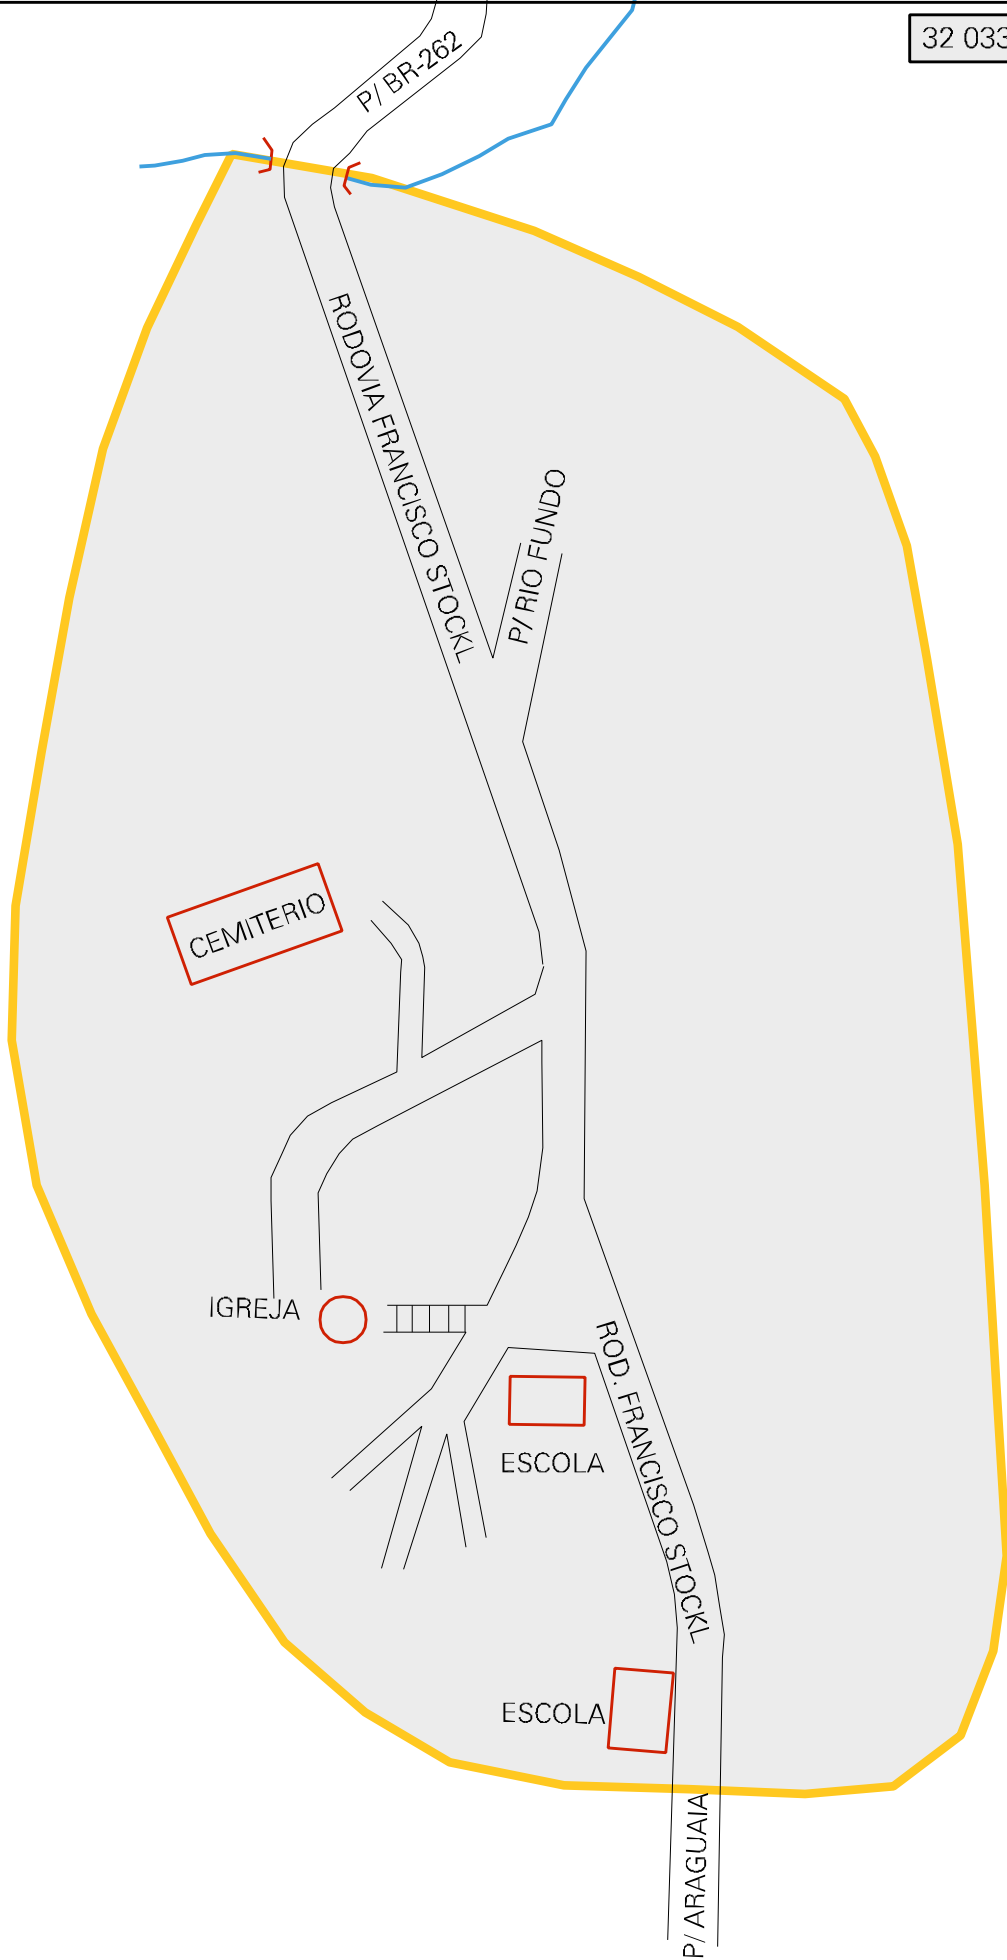 32 033
P/ BR-262
RODOVIA FRANCISCO STOCKL
P/ RIO FUNDO
CEMITERIO
IGREJA
ROD. FRANCISCO STOCKL
ESCOLA
ESCOLA
P/ ARAGUAIA